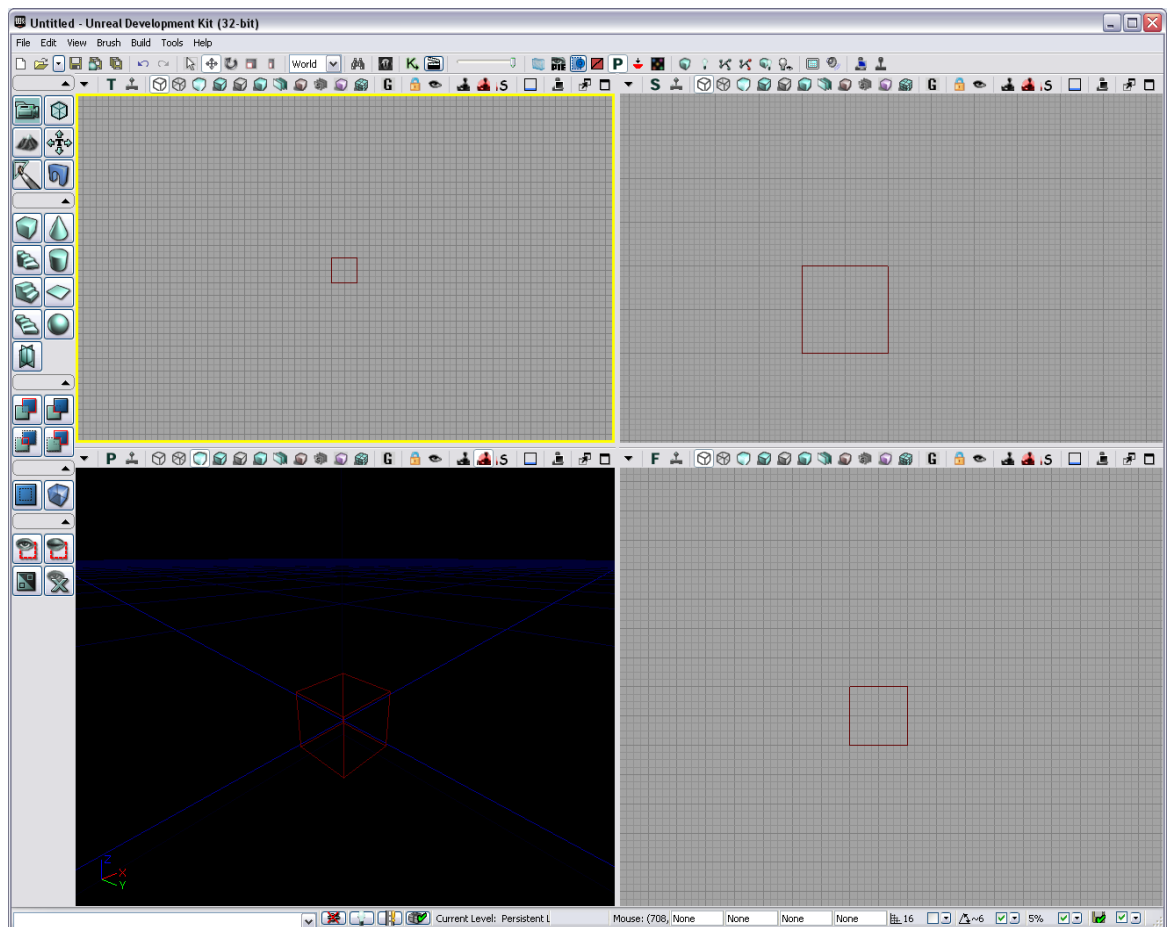 Untitled - Unreal Development Kit (32-bit)
File Edit View Brush Build Tools Help
World K P
T G S S G S
P G S F G S
Z
X
Y
Current Level: Persistent L Mouse: (708, None None None None 16 ~6 5%